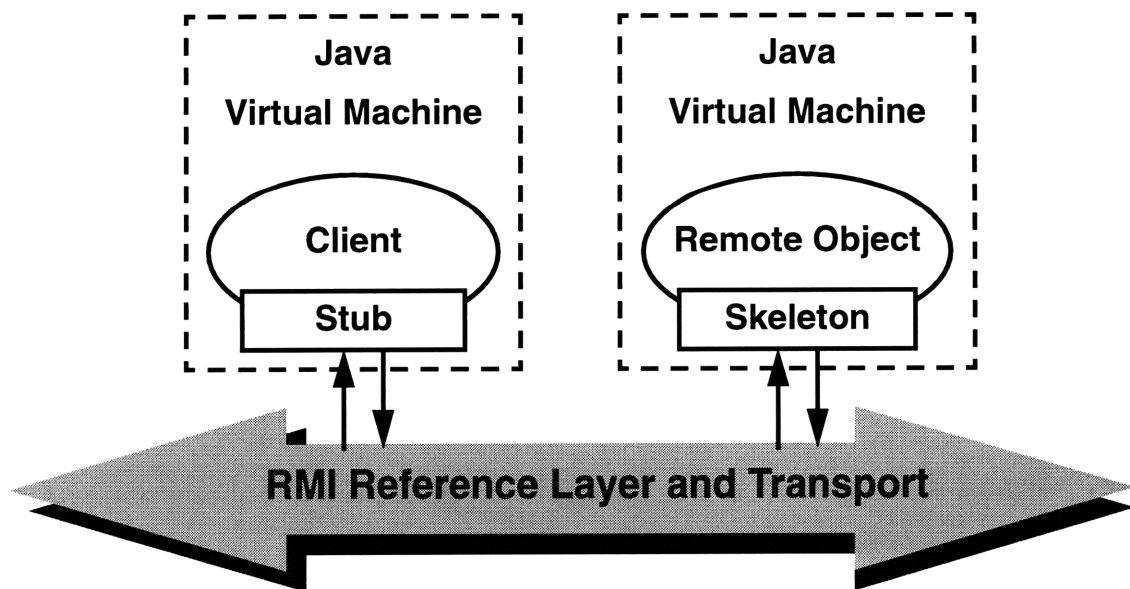 Java
Virtual Machine
Client
Stub
Java
Virtual Machine
Remote Object
Skeleton
RMI Reference Layer and Transport